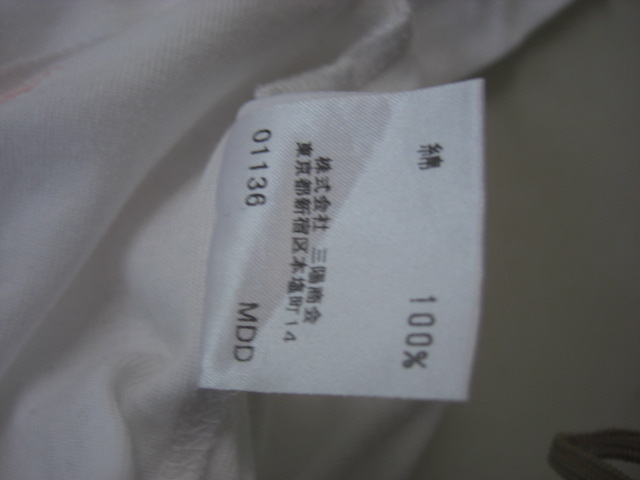 綿 100%
株式会社 三陽商会
東京都新宿区本塩町14
01136 MDD